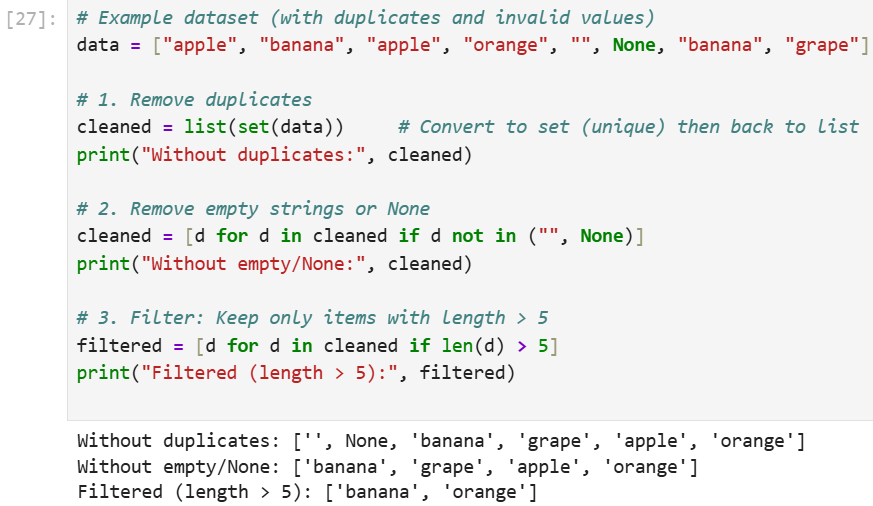 [27]:
# Example dataset (with duplicates and invalid values)
data = ["apple", "banana", "apple", "orange", "", None, "banana", "grape"]
# 1. Remove duplicates
cleaned = list(set(data))     # Convert to set (unique) then back to list
print("Without duplicates:", cleaned)
# 2. Remove empty strings or None
cleaned = [d for d in cleaned if d not in ("", None)]
print("Without empty/None:", cleaned)
# 3. Filter: Keep only items with length > 5
filtered = [d for d in cleaned if len(d) > 5]
print("Filtered (length > 5):", filtered)
Without duplicates: ['', None, 'banana', 'grape', 'apple', 'orange']
Without empty/None: ['banana', 'grape', 'apple', 'orange']
Filtered (length > 5): ['banana', 'orange']